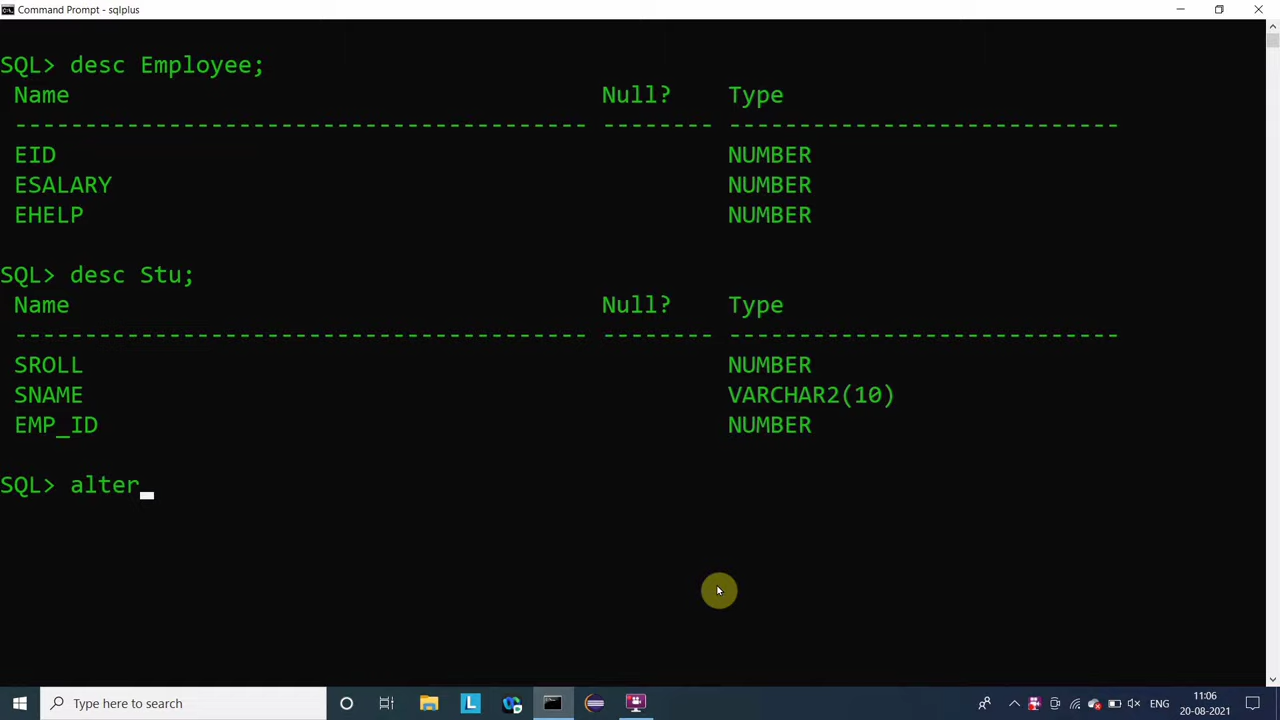 Command Prompt - sqlplus
SQL> desc Employee;
Name Null? Type
----------------------------------------- -------- ----------------------------
EID NUMBER
ESALARY NUMBER
EHELP NUMBER
SQL> desc Stu;
Name Null? Type
----------------------------------------- -------- ----------------------------
SROLL NUMBER
SNAME VARCHAR2(10)
EMP_ID NUMBER
SQL> alter
Type here to search
L
ENG
11:06
20-08-2021